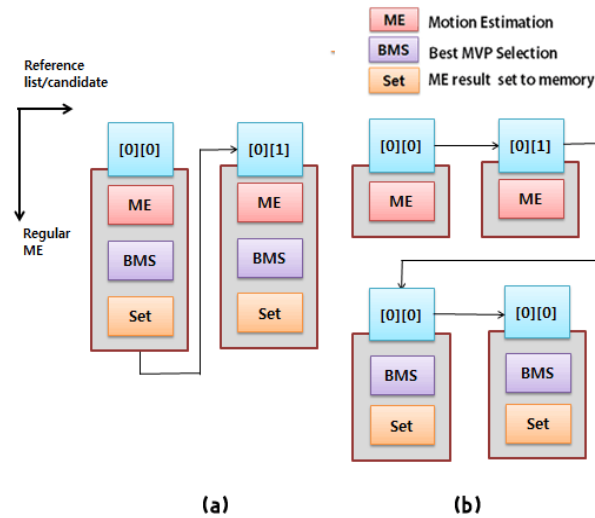 ME Motion Estimation
BMS Best MVP Selection
Set ME result set to memory
Reference
list/candidate
Regular
ME
[0][0]
ME
BMS
Set
[0][1]
ME
BMS
Set
(a)
[0][0]
ME
[0][1]
ME
[0][0]
BMS
Set
[0][0]
BMS
Set
(b)